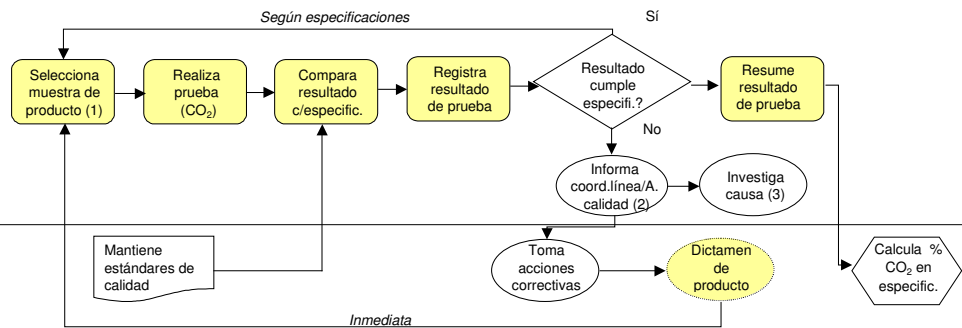 Según especificaciones
Sí
Selecciona
muestra de
producto (1)
Realiza
prueba
(CO₂)
Compara
resultado
c/especific.
Registra
resultado
de prueba
Resultado
cumple
especifi.?
Resume
resultado
de prueba
No
Informa
coord.línea/A.
calidad (2)
Investiga
causa (3)
Mantiene
estándares de
calidad
Toma
acciones
correctivas
Dictamen
de
producto
Calcula %
CO₂ en
especific.
Inmediata